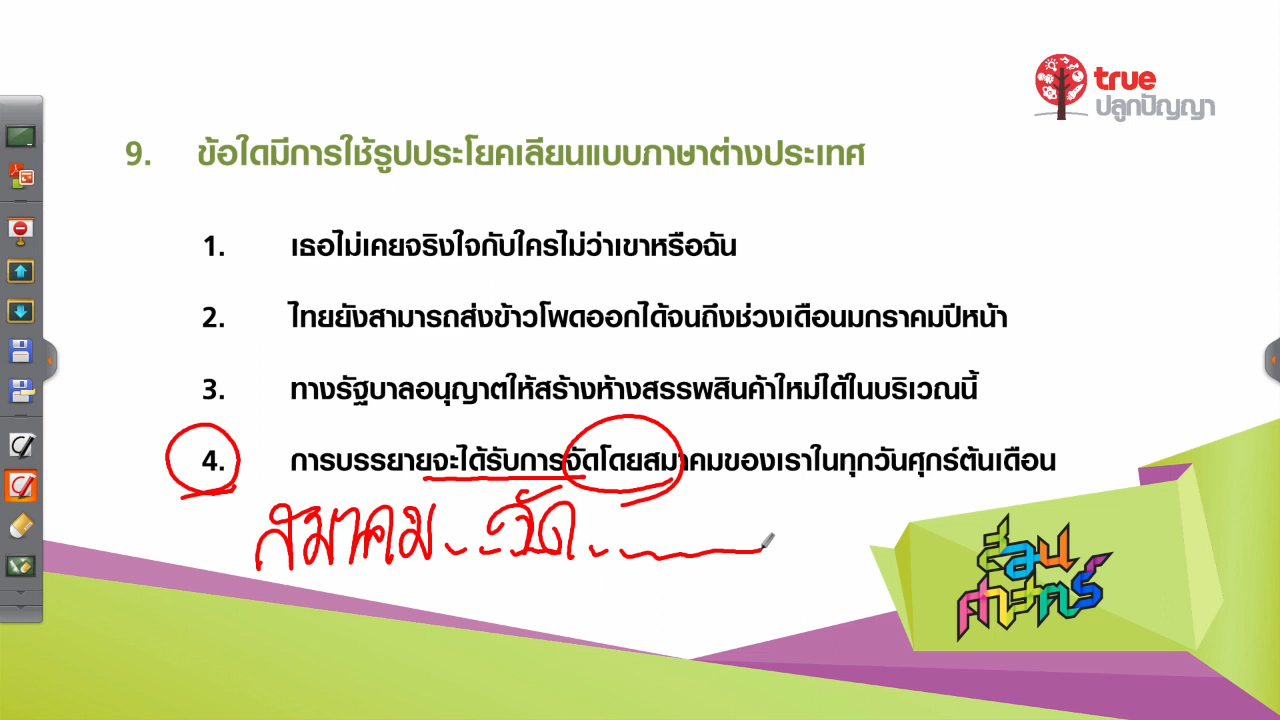 true
ปลูกปัญญา
9. ข้อใดมีการใช้รูปประโยคเลียนแบบภาษาต่างประเทศ
1. เธอไม่เคยจริงใจกับใครไม่ว่าเขาหรือฉัน
2. ไทยยังสามารถส่งข้าวโพดออกได้จนถึงช่วงเดือนมกราคมปีหน้า
3. ทางรัฐบาลอนุญาตให้สร้างห้างสรรพสินค้าใหม่ได้ในบริเวณนี้
4. การบรรยายจะได้รับการจัดโดยสมาคมของเราในทุกวันศุกร์ต้นเดือน
สมาคม...จัด...
สอน
ศาสตร์